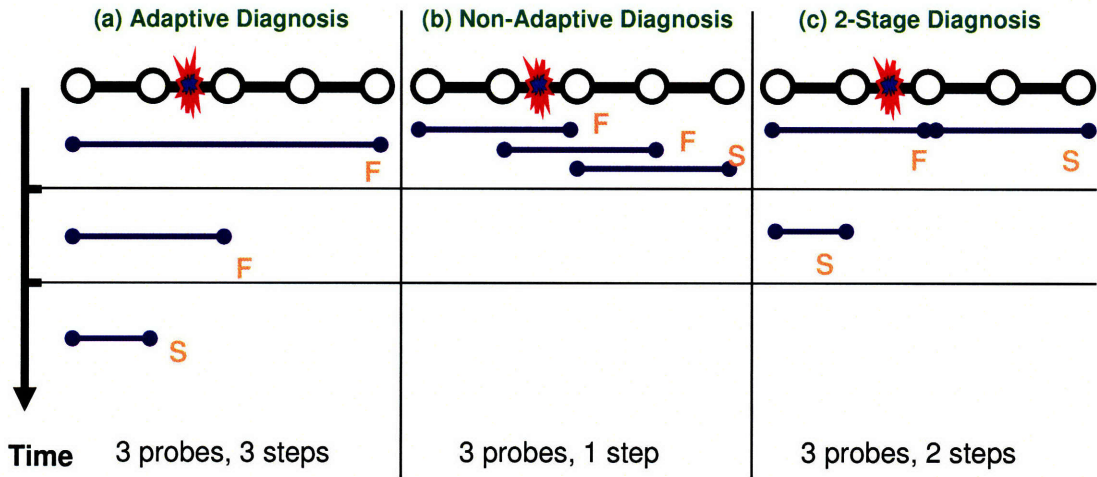 (a) Adaptive Diagnosis
(b) Non-Adaptive Diagnosis
(c) 2-Stage Diagnosis
F
F
S
F
F
S
F
S
S
Time
3 probes, 3 steps
3 probes, 1 step
3 probes, 2 steps